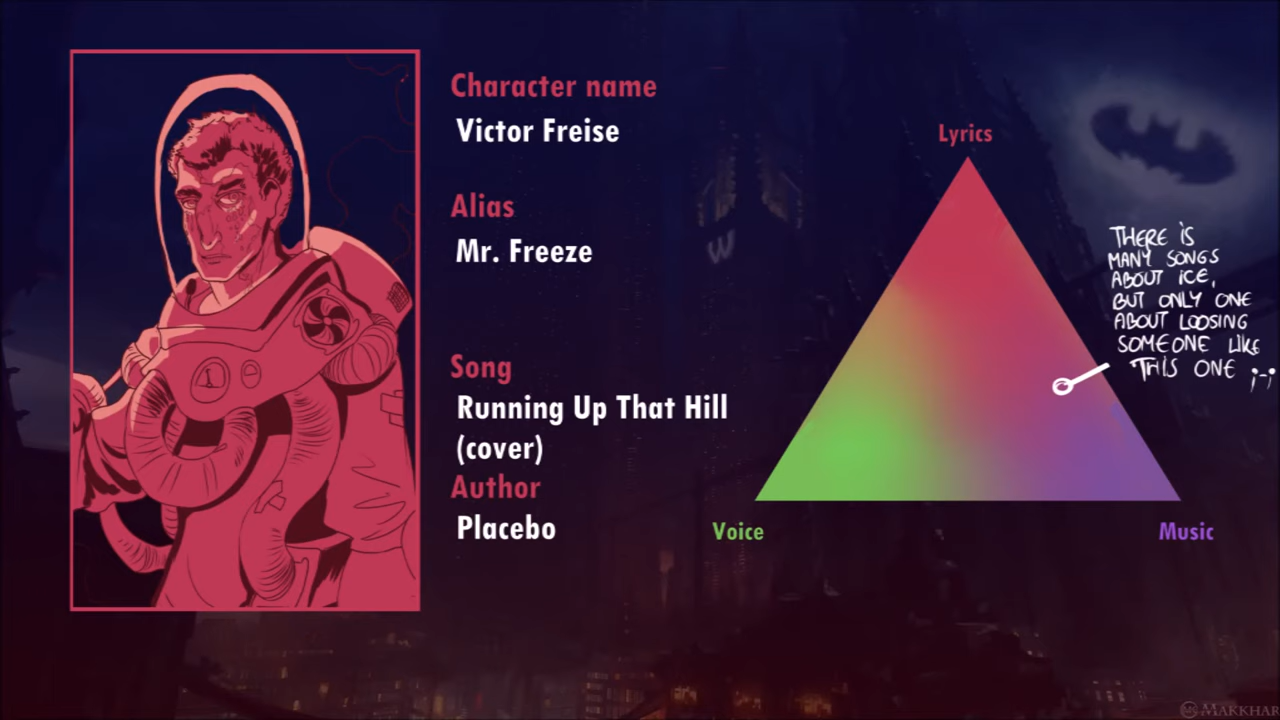 Character name
Victor Freise
Alias
Mr. Freeze
Song
Running Up That Hill
(cover)
Author
Placebo
Lyrics
Voice
Music
THERE IS
MANY SONGS
ABOUT ICE,
BUT ONLY ONE
ABOUT LOOSING
SOMEONE LIKE
THIS ONE ;-;
MAKKHAR